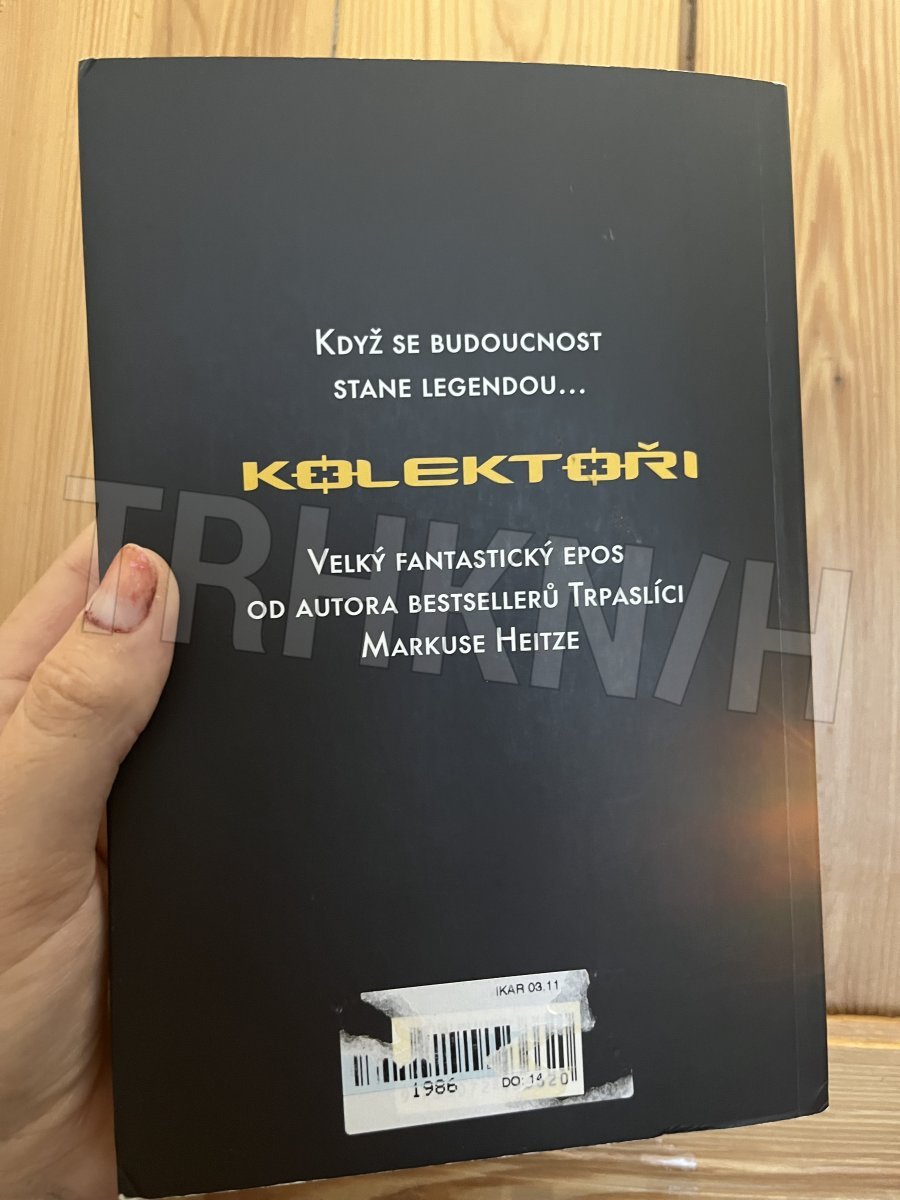 Když se budoucnost
stane legendou...
KOLEKTOŘI
TRHKNIH
Velký fantastický epos
od autora bestsellerů Trpaslíci
Markuse Heitze
IKAR 03.11
1986
DO: 14